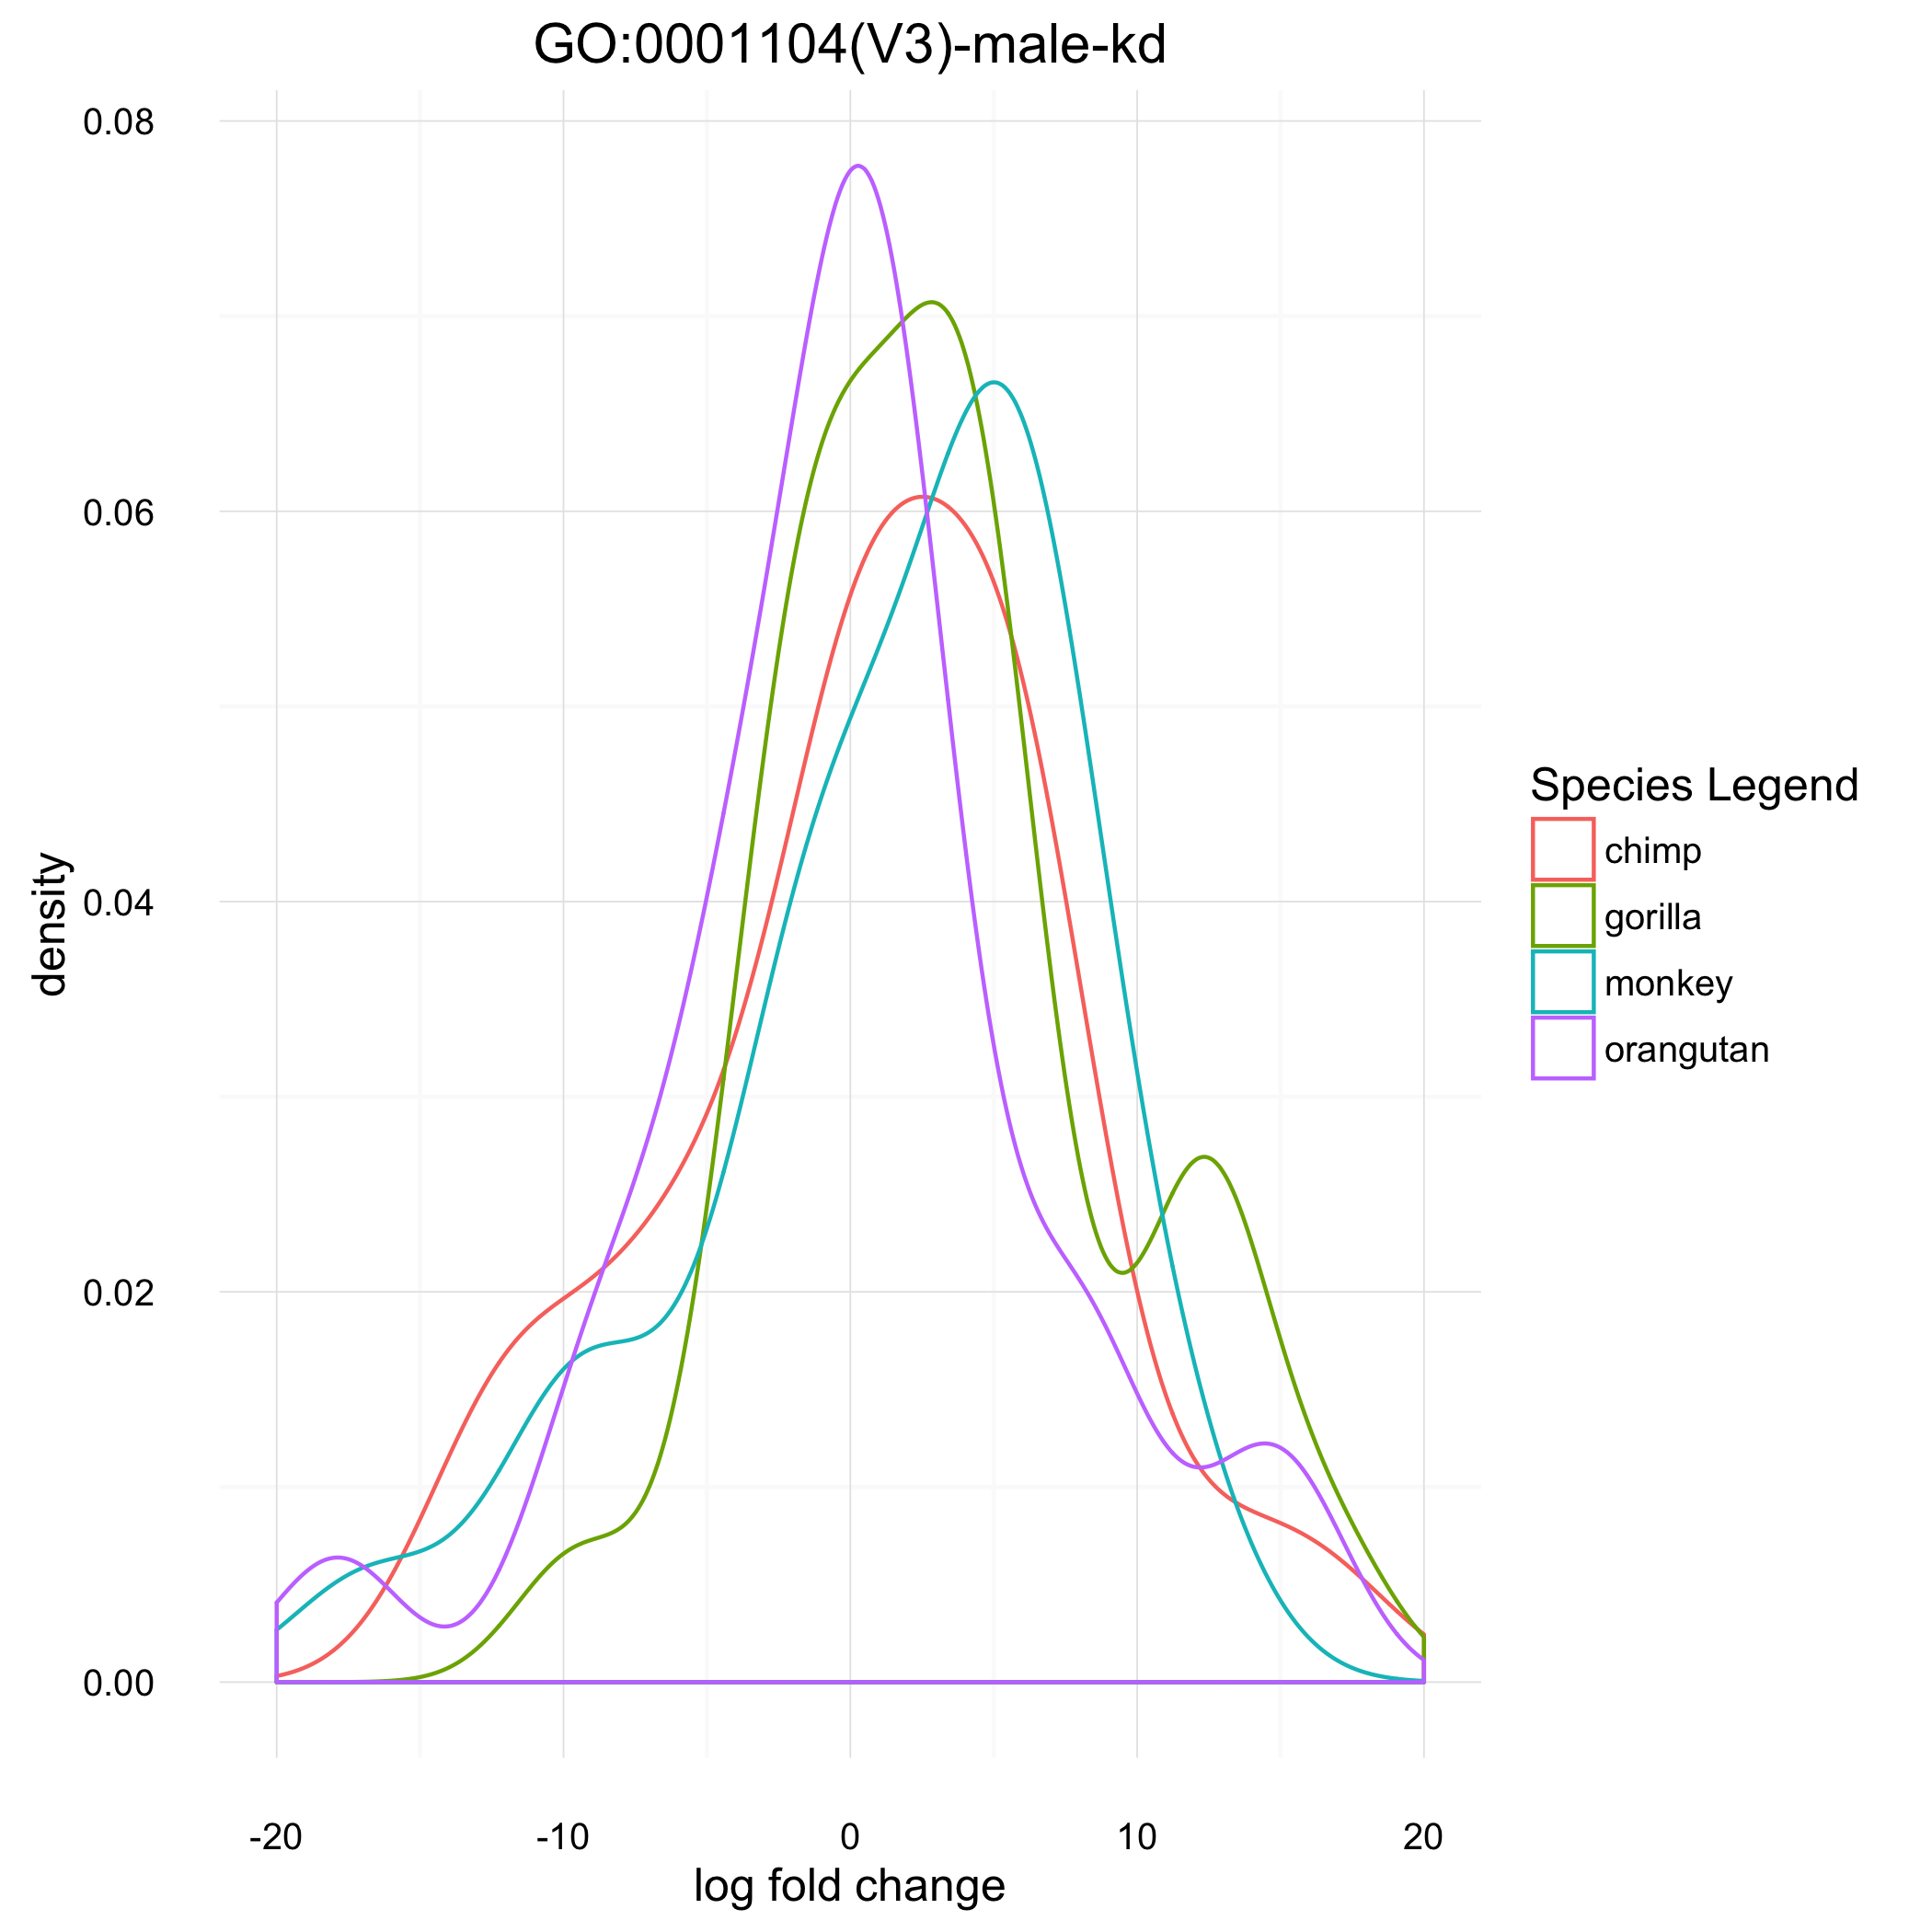 GO:0001104(V3)-male-kd
0.08
0.06
0.04
0.02
0.00
density
-20 -10 0 10 20
log fold change
Species Legend
chimp
gorilla
monkey
orangutan